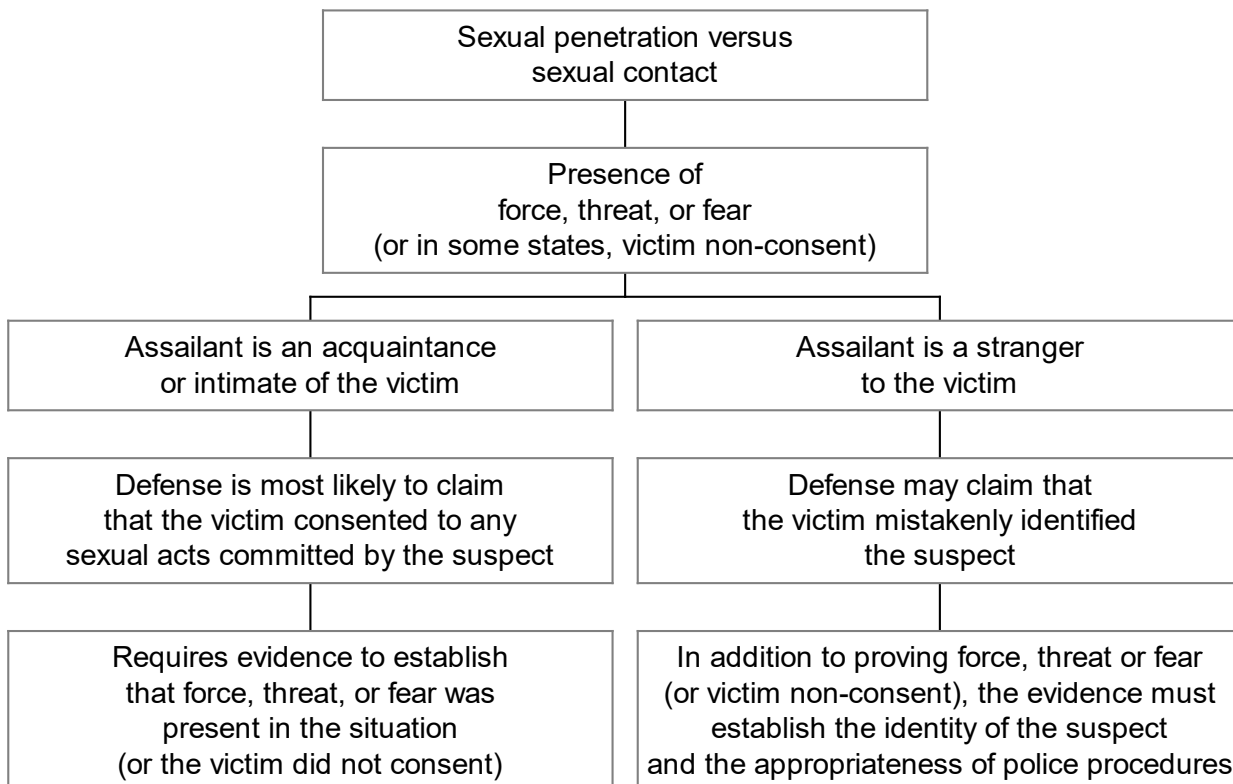 Sexual penetration versus
sexual contact
Presence of
force, threat, or fear
(or in some states, victim non-consent)
Assailant is an acquaintance
or intimate of the victim
Assailant is a stranger
to the victim
Defense is most likely to claim
that the victim consented to any
sexual acts committed by the suspect
Defense may claim that
the victim mistakenly identified
the suspect
Requires evidence to establish
that force, threat, or fear was
present in the situation
(or the victim did not consent)
In addition to proving force, threat or fear
(or victim non-consent), the evidence must
establish the identity of the suspect
and the appropriateness of police procedures